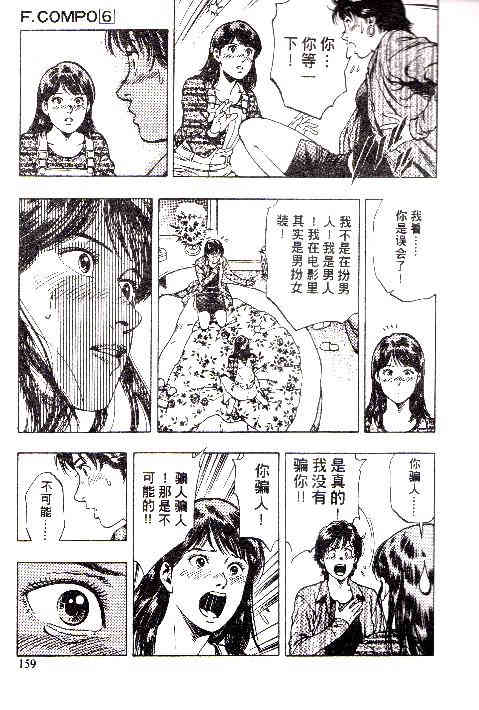 F.COMPO 6
你…
你等一
下！
我看……
你是误会了！
我不是在扮男
人！我是男人
！我在电影里
其实是男扮女
装！
你骗人…
是真的！
我没有
骗你！！
你骗人！
骗人骗人
！那是不
可能的！！
不可能……
159